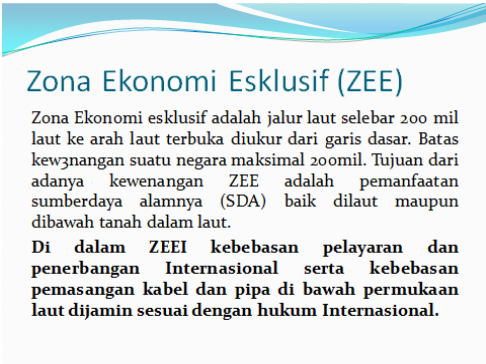 Zona Ekonomi Esklusif (ZEE)
Zona Ekonomi esklusif adalah jalur laut selebar 200 mil
laut ke arah laut terbuka diukur dari garis dasar. Batas
kew3nangan suatu negara maksimal 200mil. Tujuan dari
adanya kewenangan ZEE adalah pemanfaatan
sumberdaya alamnya (SDA) baik dilaut maupun
dibawah tanah dalam laut.
Di dalam ZEEI kebebasan pelayaran dan
penerbangan Internasional serta kebebasan
pemasangan kabel dan pipa di bawah permukaan
laut dijamin sesuai dengan hukum Internasional.